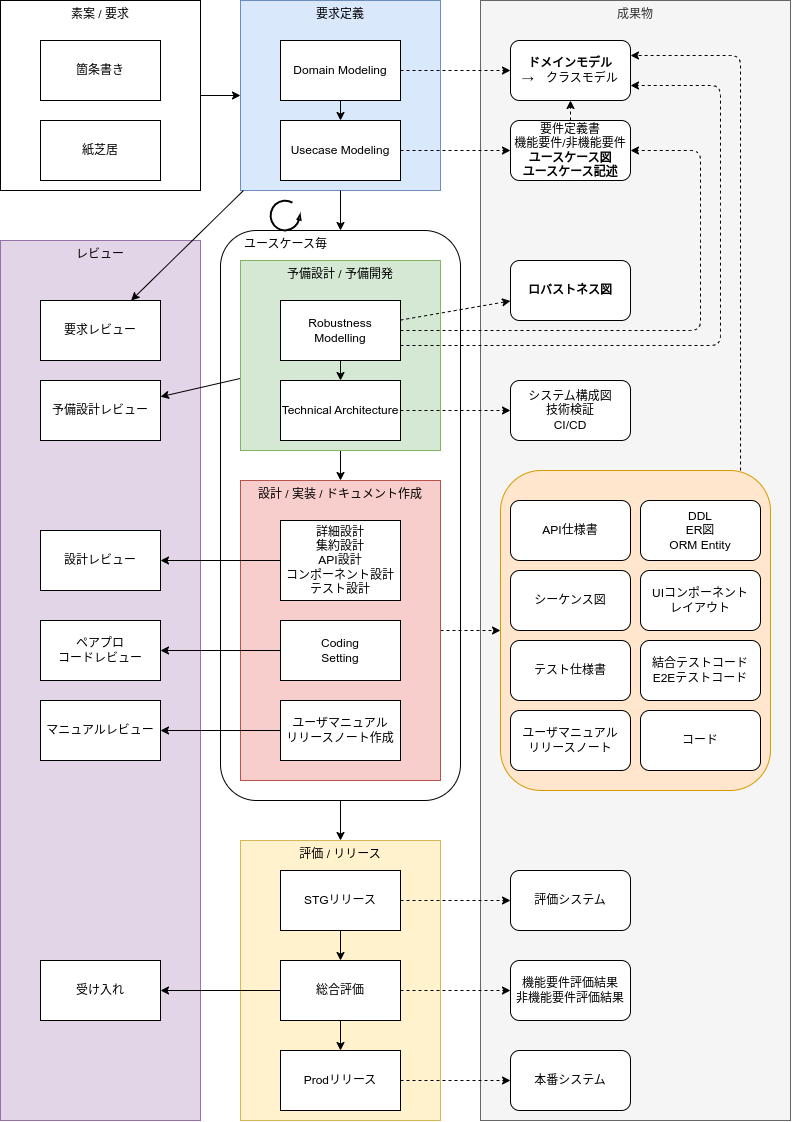 素案 / 要求
箇条書き
紙芝居
要求定義
Domain Modeling
Usecase Modeling
成果物
ドメインモデル
→ クラスモデル
要件定義書
機能要件/非機能要件
ユースケース図
ユースケース記述
レビュー
要求レビュー
予備設計レビュー
設計レビュー
ペアプロ
コードレビュー
マニュアルレビュー
受け入れ
ユースケース毎
予備設計 / 予備開発
Robustness
Modelling
Technical Architecture
ロバストネス図
システム構成図
技術検証
CI/CD
設計 / 実装 / ドキュメント作成
詳細設計
集約設計
API設計
コンポーネント設計
テスト設計
Coding
Setting
ユーザマニュアル
リリースノート作成
API仕様書
DDL
ER図
ORM Entity
シーケンス図
UIコンポーネント
レイアウト
テスト仕様書
結合テストコード
E2Eテストコード
ユーザマニュアル
リリースノート
コード
評価 / リリース
STGリリース
総合評価
Prodリリース
評価システム
機能要件評価結果
非機能要件評価結果
本番システム